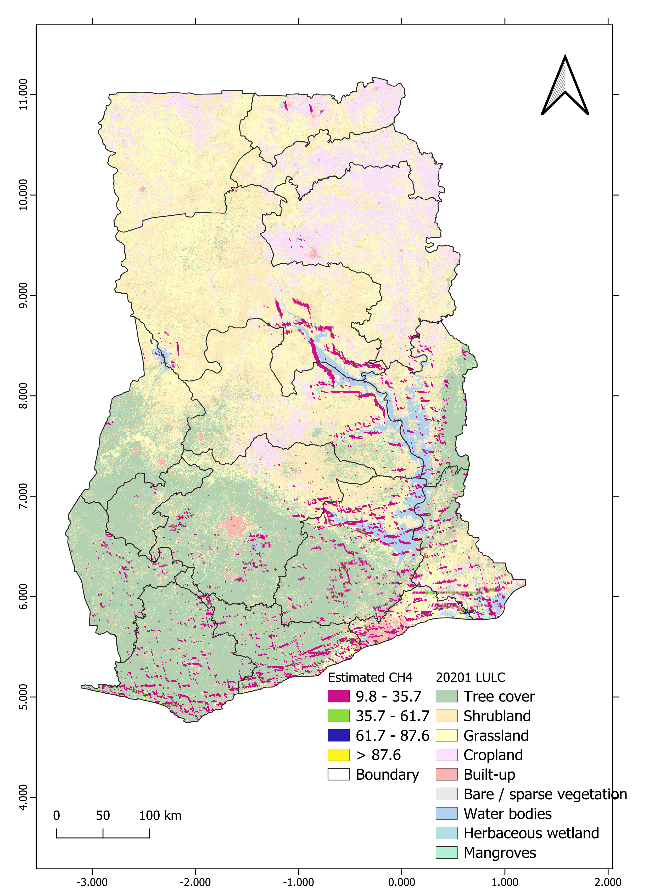 11.000
10.000
9.000
8.000
7.000
6.000
5.000
4.000
Estimated CH4
9.8 - 35.7
35.7 - 61.7
61.7 - 87.6
> 87.6
Boundary
20201 LULC
Tree cover
Shrubland
Grassland
Cropland
Built-up
Bare / sparse vegetation
Water bodies
Herbaceous wetland
Mangroves
0 50 100 km
-3.000 -2.000 -1.000 0.000 1.000 2.000